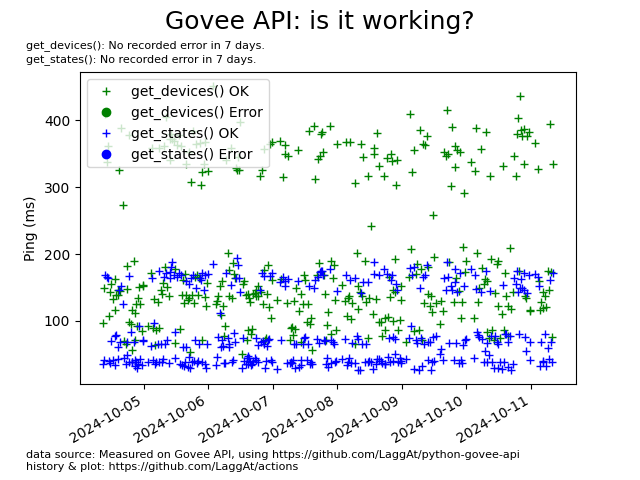 Govee API: is it working?
get_devices(): No recorded error in 7 days.
get_states(): No recorded error in 7 days.
get_devices() OK
get_devices() Error
get_states() OK
get_states() Error
400
300
200
100
Ping (ms)
2024-10-05
2024-10-06
2024-10-07
2024-10-08
2024-10-09
2024-10-10
2024-10-11
data source: Measured on Govee API, using https://github.com/LaggAt/python-govee-api
history & plot: https://github.com/LaggAt/actions